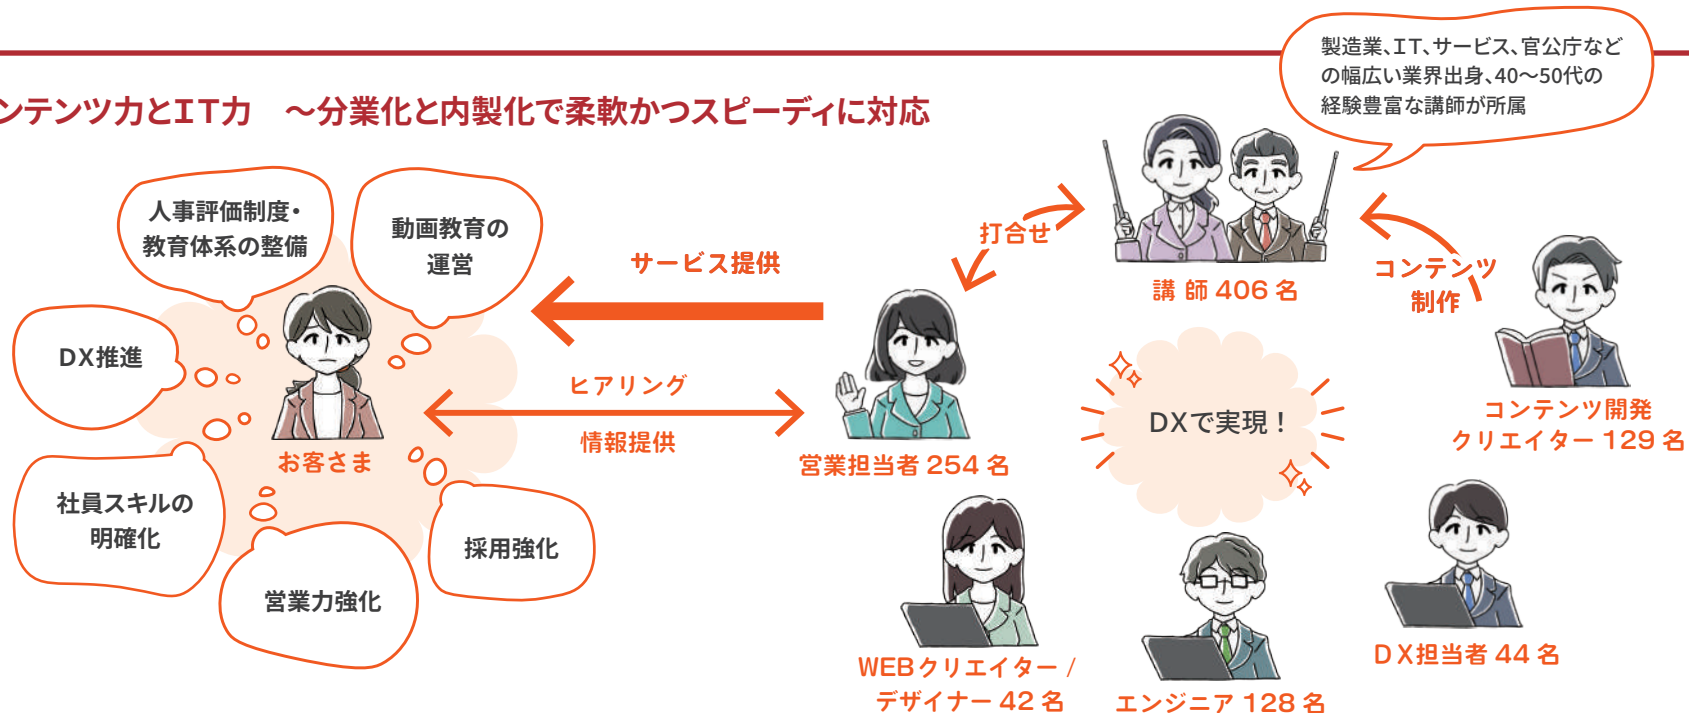 製造業、IT、サービス、官公庁など
の幅広い業界出身、40～50代の
経験豊富な講師が所属
ンテンツ力とIT力　～分業化と内製化で柔軟かつスピーディに対応
人事評価制度・
教育体系の整備
動画教育の
運営
DX推進
社員スキルの
明確化
営業力強化
採用強化
お客さま
サービス提供
ヒアリング
情報提供
営業担当者 254 名
打合せ
講 師 406 名
コンテンツ
制作
コンテンツ開発
クリエイター 129 名
DXで実現！
WEBクリエイター /
デザイナー 42 名
エンジニア 128 名
DX担当者 44 名